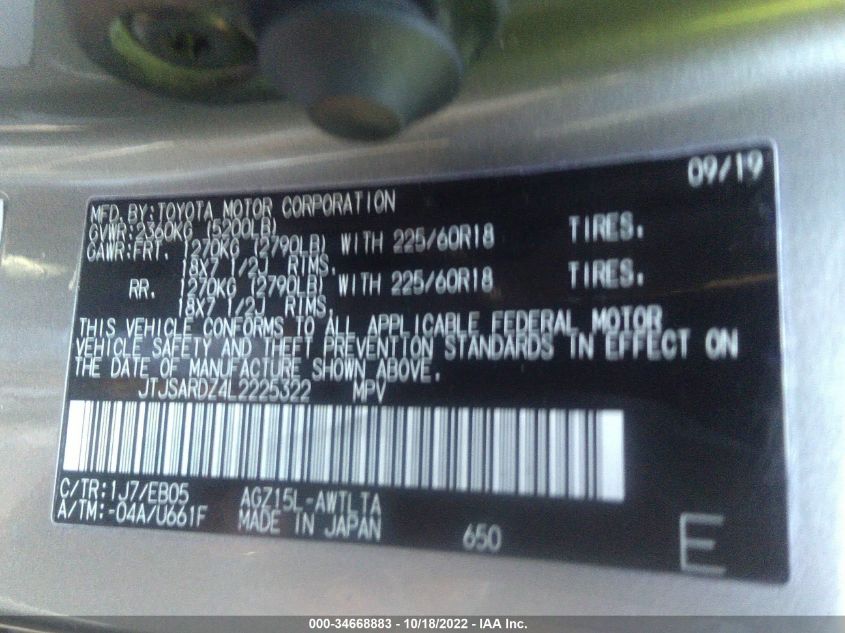 09/19
MFD. BY: TOYOTA MOTOR CORPORATION
GVWR: 2360KG (5200LB)
GAWR: FRT. 1270KG (2790LB) WITH 225/60R18 TIRES.
18X7 1/2J RIMS.
RR. 1270KG (2790LB) WITH 225/60R18 TIRES.
18X7 1/2J RIMS.
THIS VEHICLE CONFORMS TO ALL APPLICABLE FEDERAL MOTOR
VEHICLE SAFETY AND THEFT PREVENTION STANDARDS IN EFFECT ON
THE DATE OF MANUFACTURE SHOWN ABOVE.
JTJSARDZ4L2225322 MPV
C/TR: 1J7/EB05 AGZ15L-AWTLTA
A/TM: -04A/U661F MADE IN JAPAN 650 E
000-34668883 - 10/18/2022 - IAA Inc.